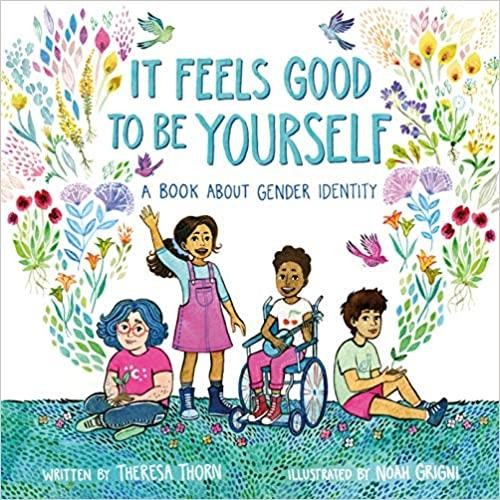 IT FEELS GOOD
TO BE YOURSELF
A BOOK ABOUT GENDER IDENTITY
WRITTEN BY THERESA THORN
ILLUSTRATED BY NOAH GRIGNI